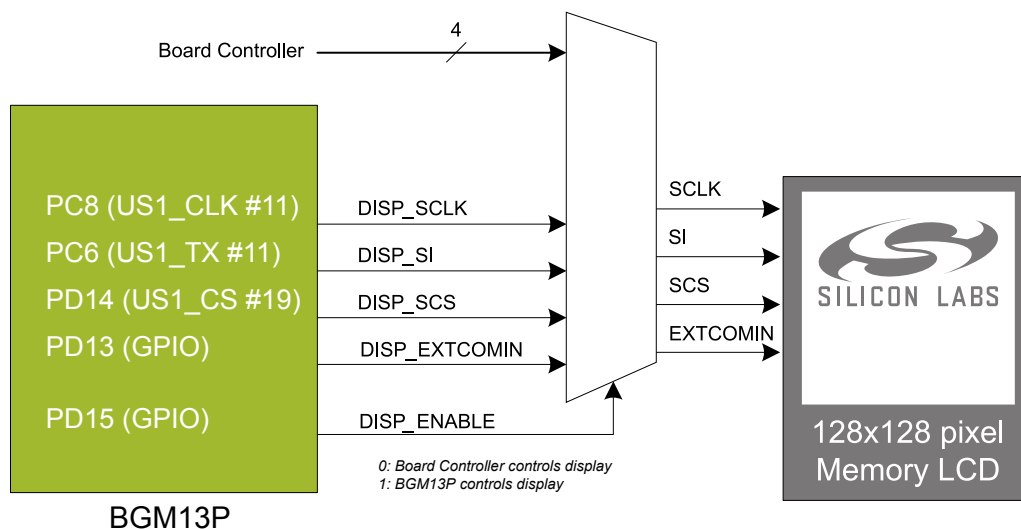 4
Board Controller
PC8 (US1_CLK #11)
DISP_SCLK
SCLK
PC6 (US1_TX #11)
DISP_SI
SI
PD14 (US1_CS #19)
DISP_SCS
SCS
PD13 (GPIO)
DISP_EXTCOMIN
EXTCOMIN
PD15 (GPIO)
DISP_ENABLE
0: Board Controller controls display
1: BGM13P controls display
SILICON LABS
128x128 pixel
Memory LCD
BGM13P